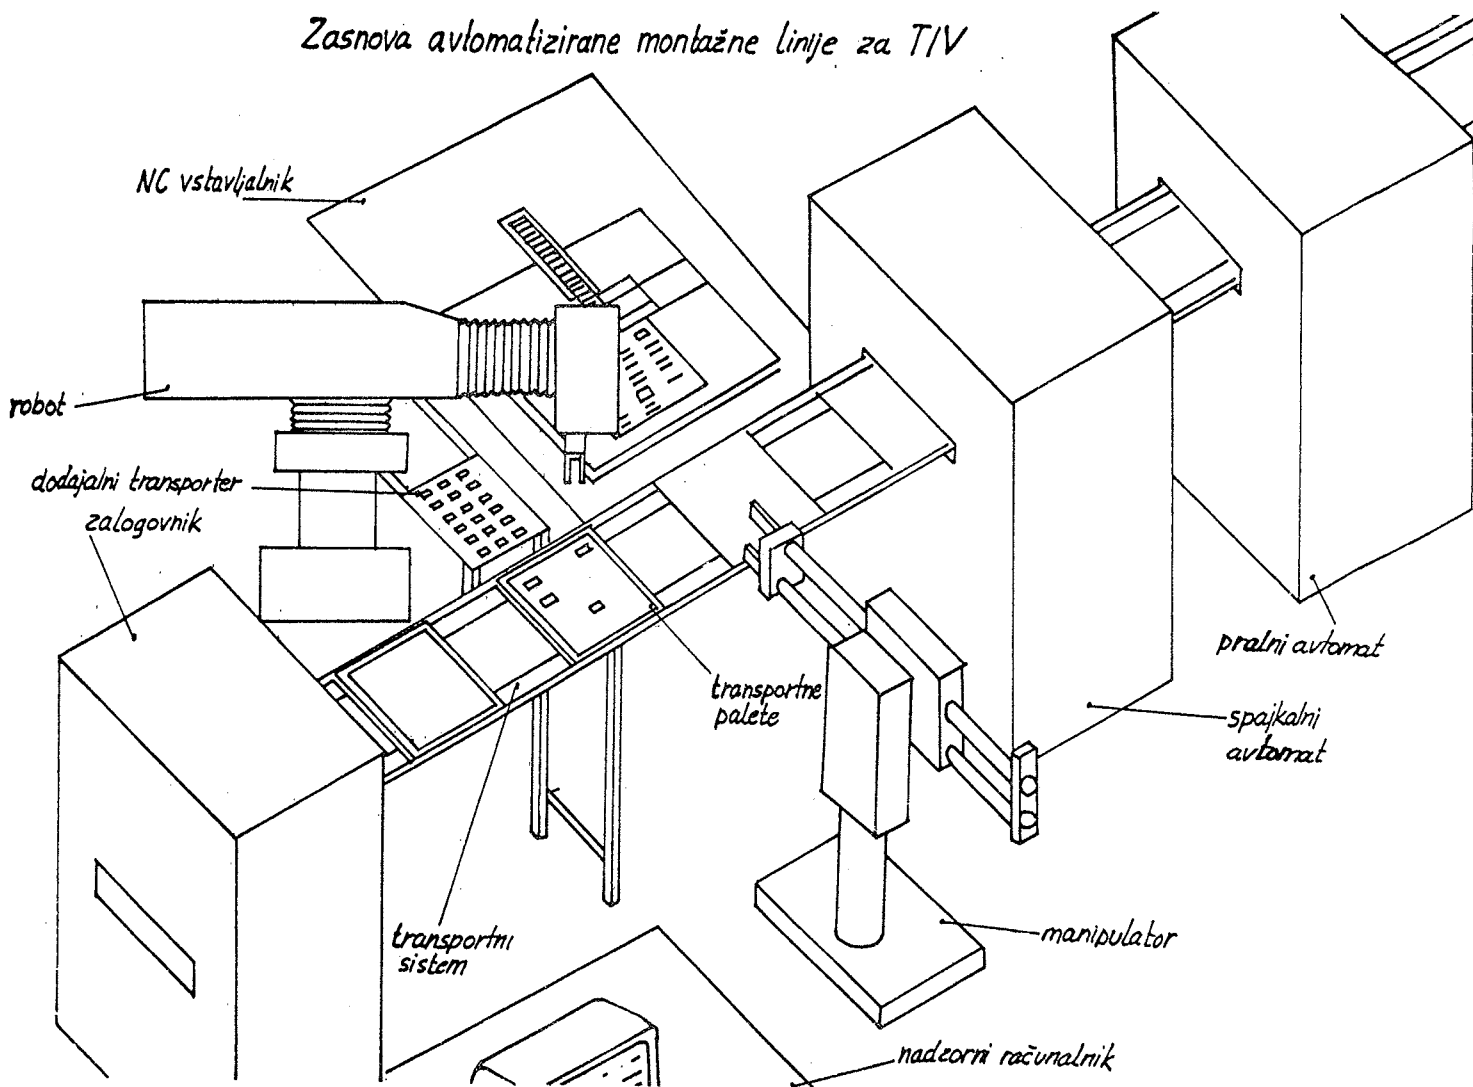 Zasnova avtomatizirane montažne linije za T/V
NC vstavljalnik
robot
dodajalni transporter
zalogovnik
pralni avtomat
transportne
palete
spajkalni
avtomat
transportni
sistem
manipulator
nadzorni računalnik